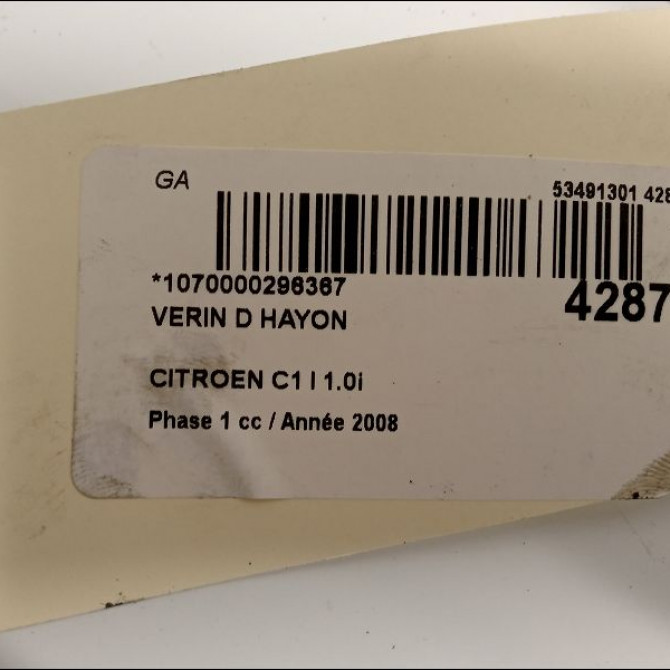 GA
53491301 428
*1070000296367
4287
VERIN D HAYON
CITROEN C1 I 1.0i
Phase 1 cc / Année 2008